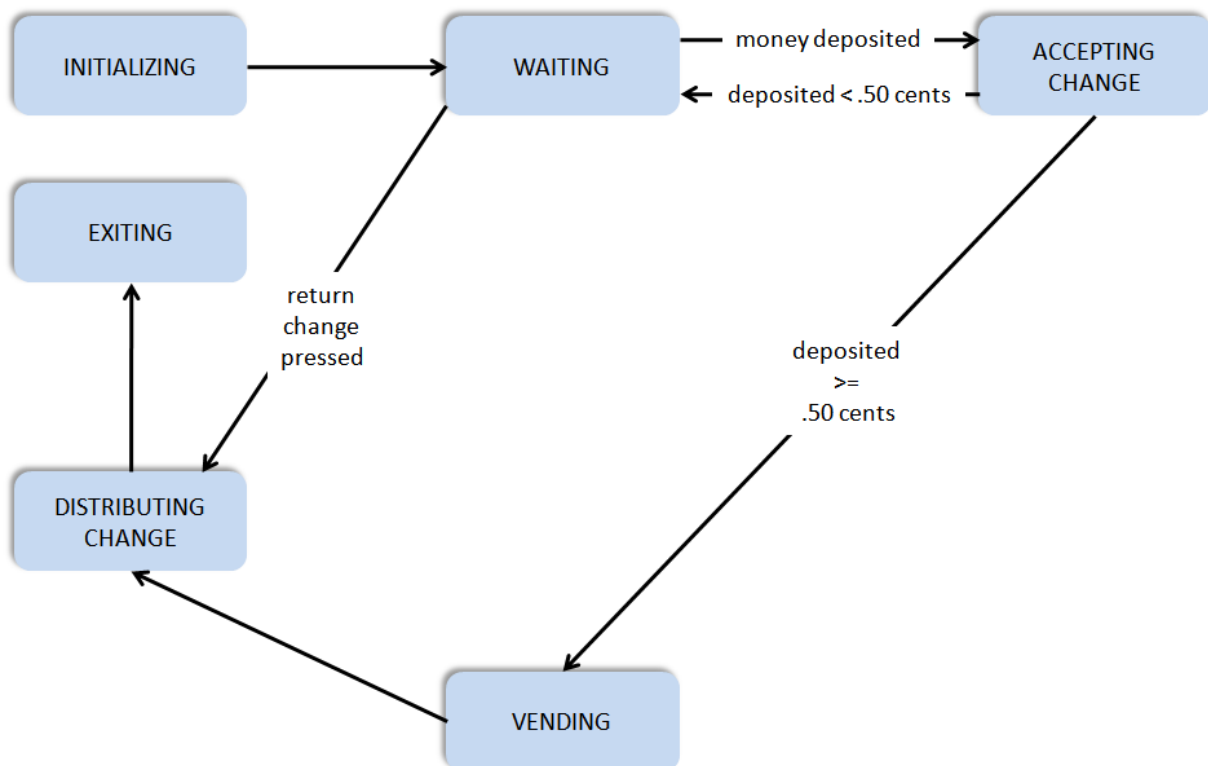 INITIALIZING
WAITING
money deposited
deposited < .50 cents
ACCEPTING
CHANGE
EXITING
return
change
pressed
deposited
>=
.50 cents
DISTRIBUTING
CHANGE
VENDING